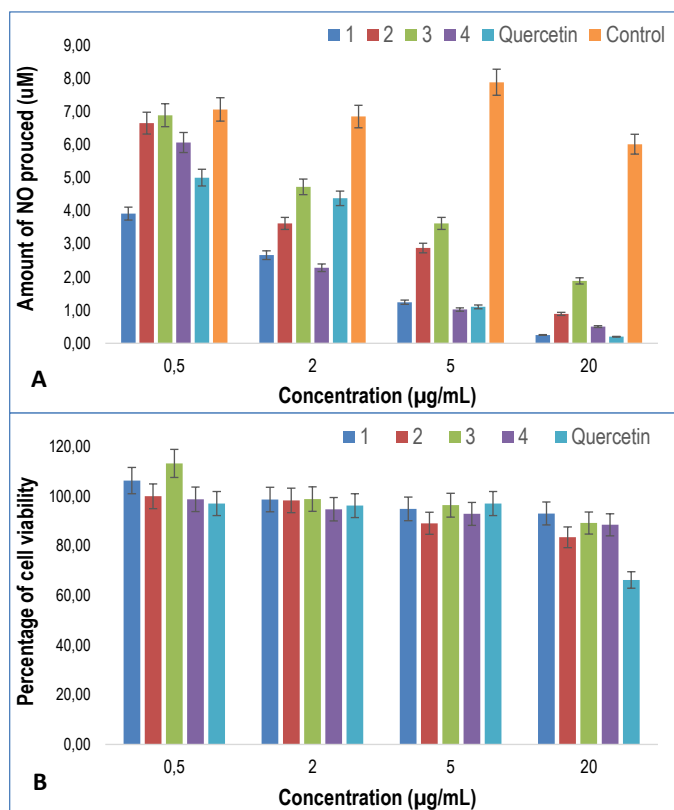 1 2 3 4 Quercetin Control
9,00
8,00
7,00
6,00
5,00
4,00
3,00
2,00
1,00
0,00
Amount of NO prouced (uM)
0,5 2 5 20
A
Concentration (µg/mL)
1 2 3 4 Quercetin
120,00
100,00
80,00
60,00
40,00
20,00
0,00
Percentage of cell viability
0,5 2 5 20
B
Concentration (µg/mL)